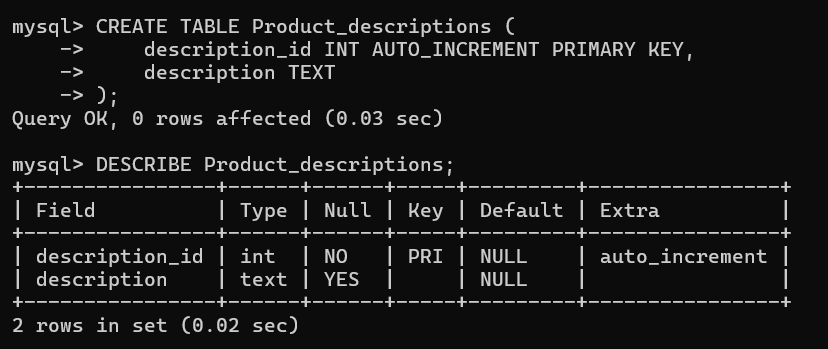 mysql> CREATE TABLE Product_descriptions (
    ->     description_id INT AUTO_INCREMENT PRIMARY KEY,
    ->     description TEXT
    -> );
Query OK, 0 rows affected (0.03 sec)

mysql> DESCRIBE Product_descriptions;
+----------------+------+------+-----+---------+----------------+
| Field          | Type | Null | Key | Default | Extra          |
+----------------+------+------+-----+---------+----------------+
| description_id | int  | NO   | PRI | NULL    | auto_increment |
| description    | text | YES  |     | NULL    |                |
+----------------+------+------+-----+---------+----------------+
2 rows in set (0.02 sec)